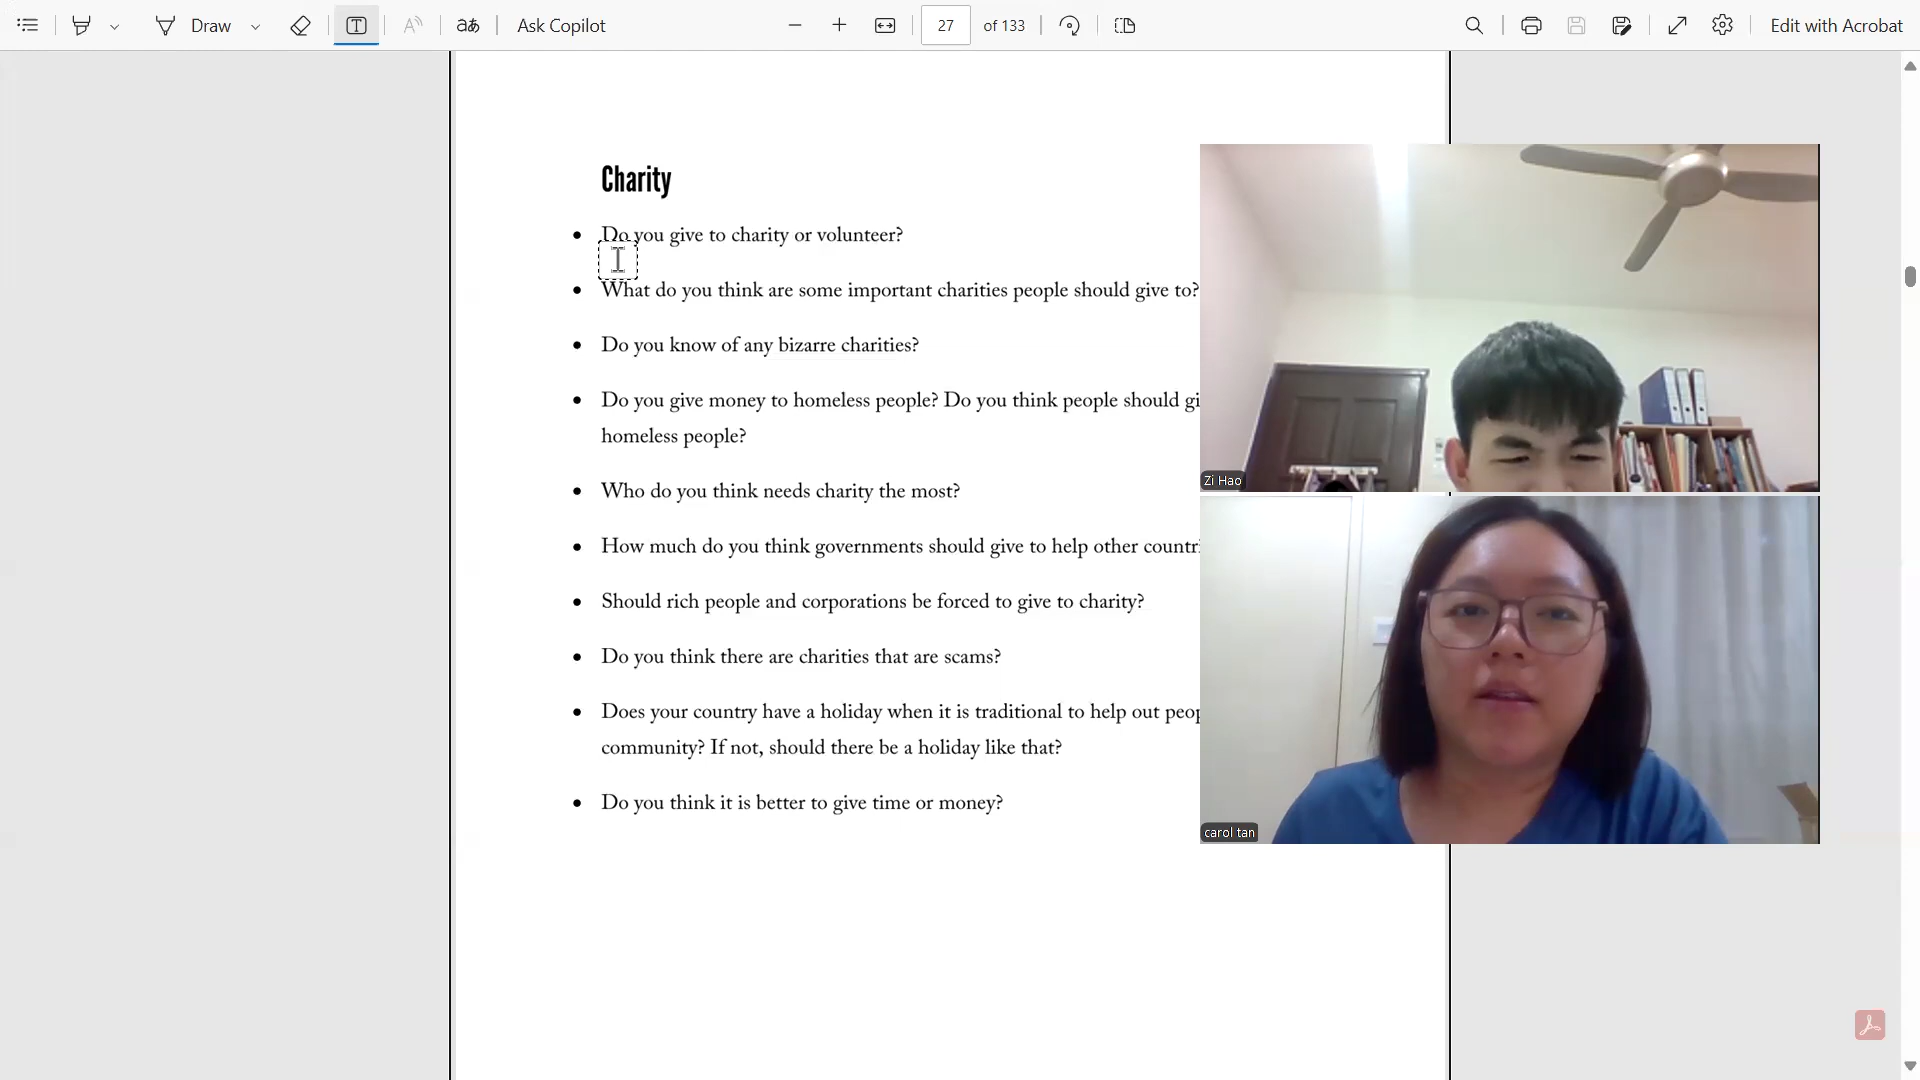 Draw
aあ
Ask Copilot
27 of 133
Edit with Acrobat
Charity
• Do you give to charity or volunteer?
• What do you think are some important charities people should give to?
• Do you know of any bizarre charities?
• Do you give money to homeless people? Do you think people should gi
homeless people?
• Who do you think needs charity the most?
• How much do you think governments should give to help other countri
• Should rich people and corporations be forced to give to charity?
• Do you think there are charities that are scams?
• Does your country have a holiday when it is traditional to help out peop
community? If not, should there be a holiday like that?
• Do you think it is better to give time or money?
Zi Hao
carol tan